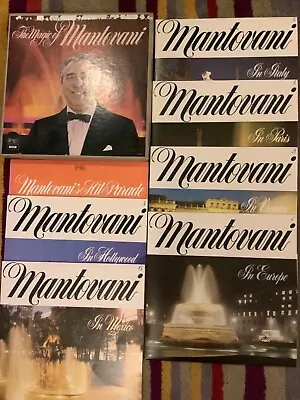 The Magic of Mantovani
Mantovani's Hit Parade
Mantovani
In Hollywood
Mantovani
In Mexico
Mantovani
In Italy
Mantovani
In Paris
Mantovani
In
Mantovani
In Europe